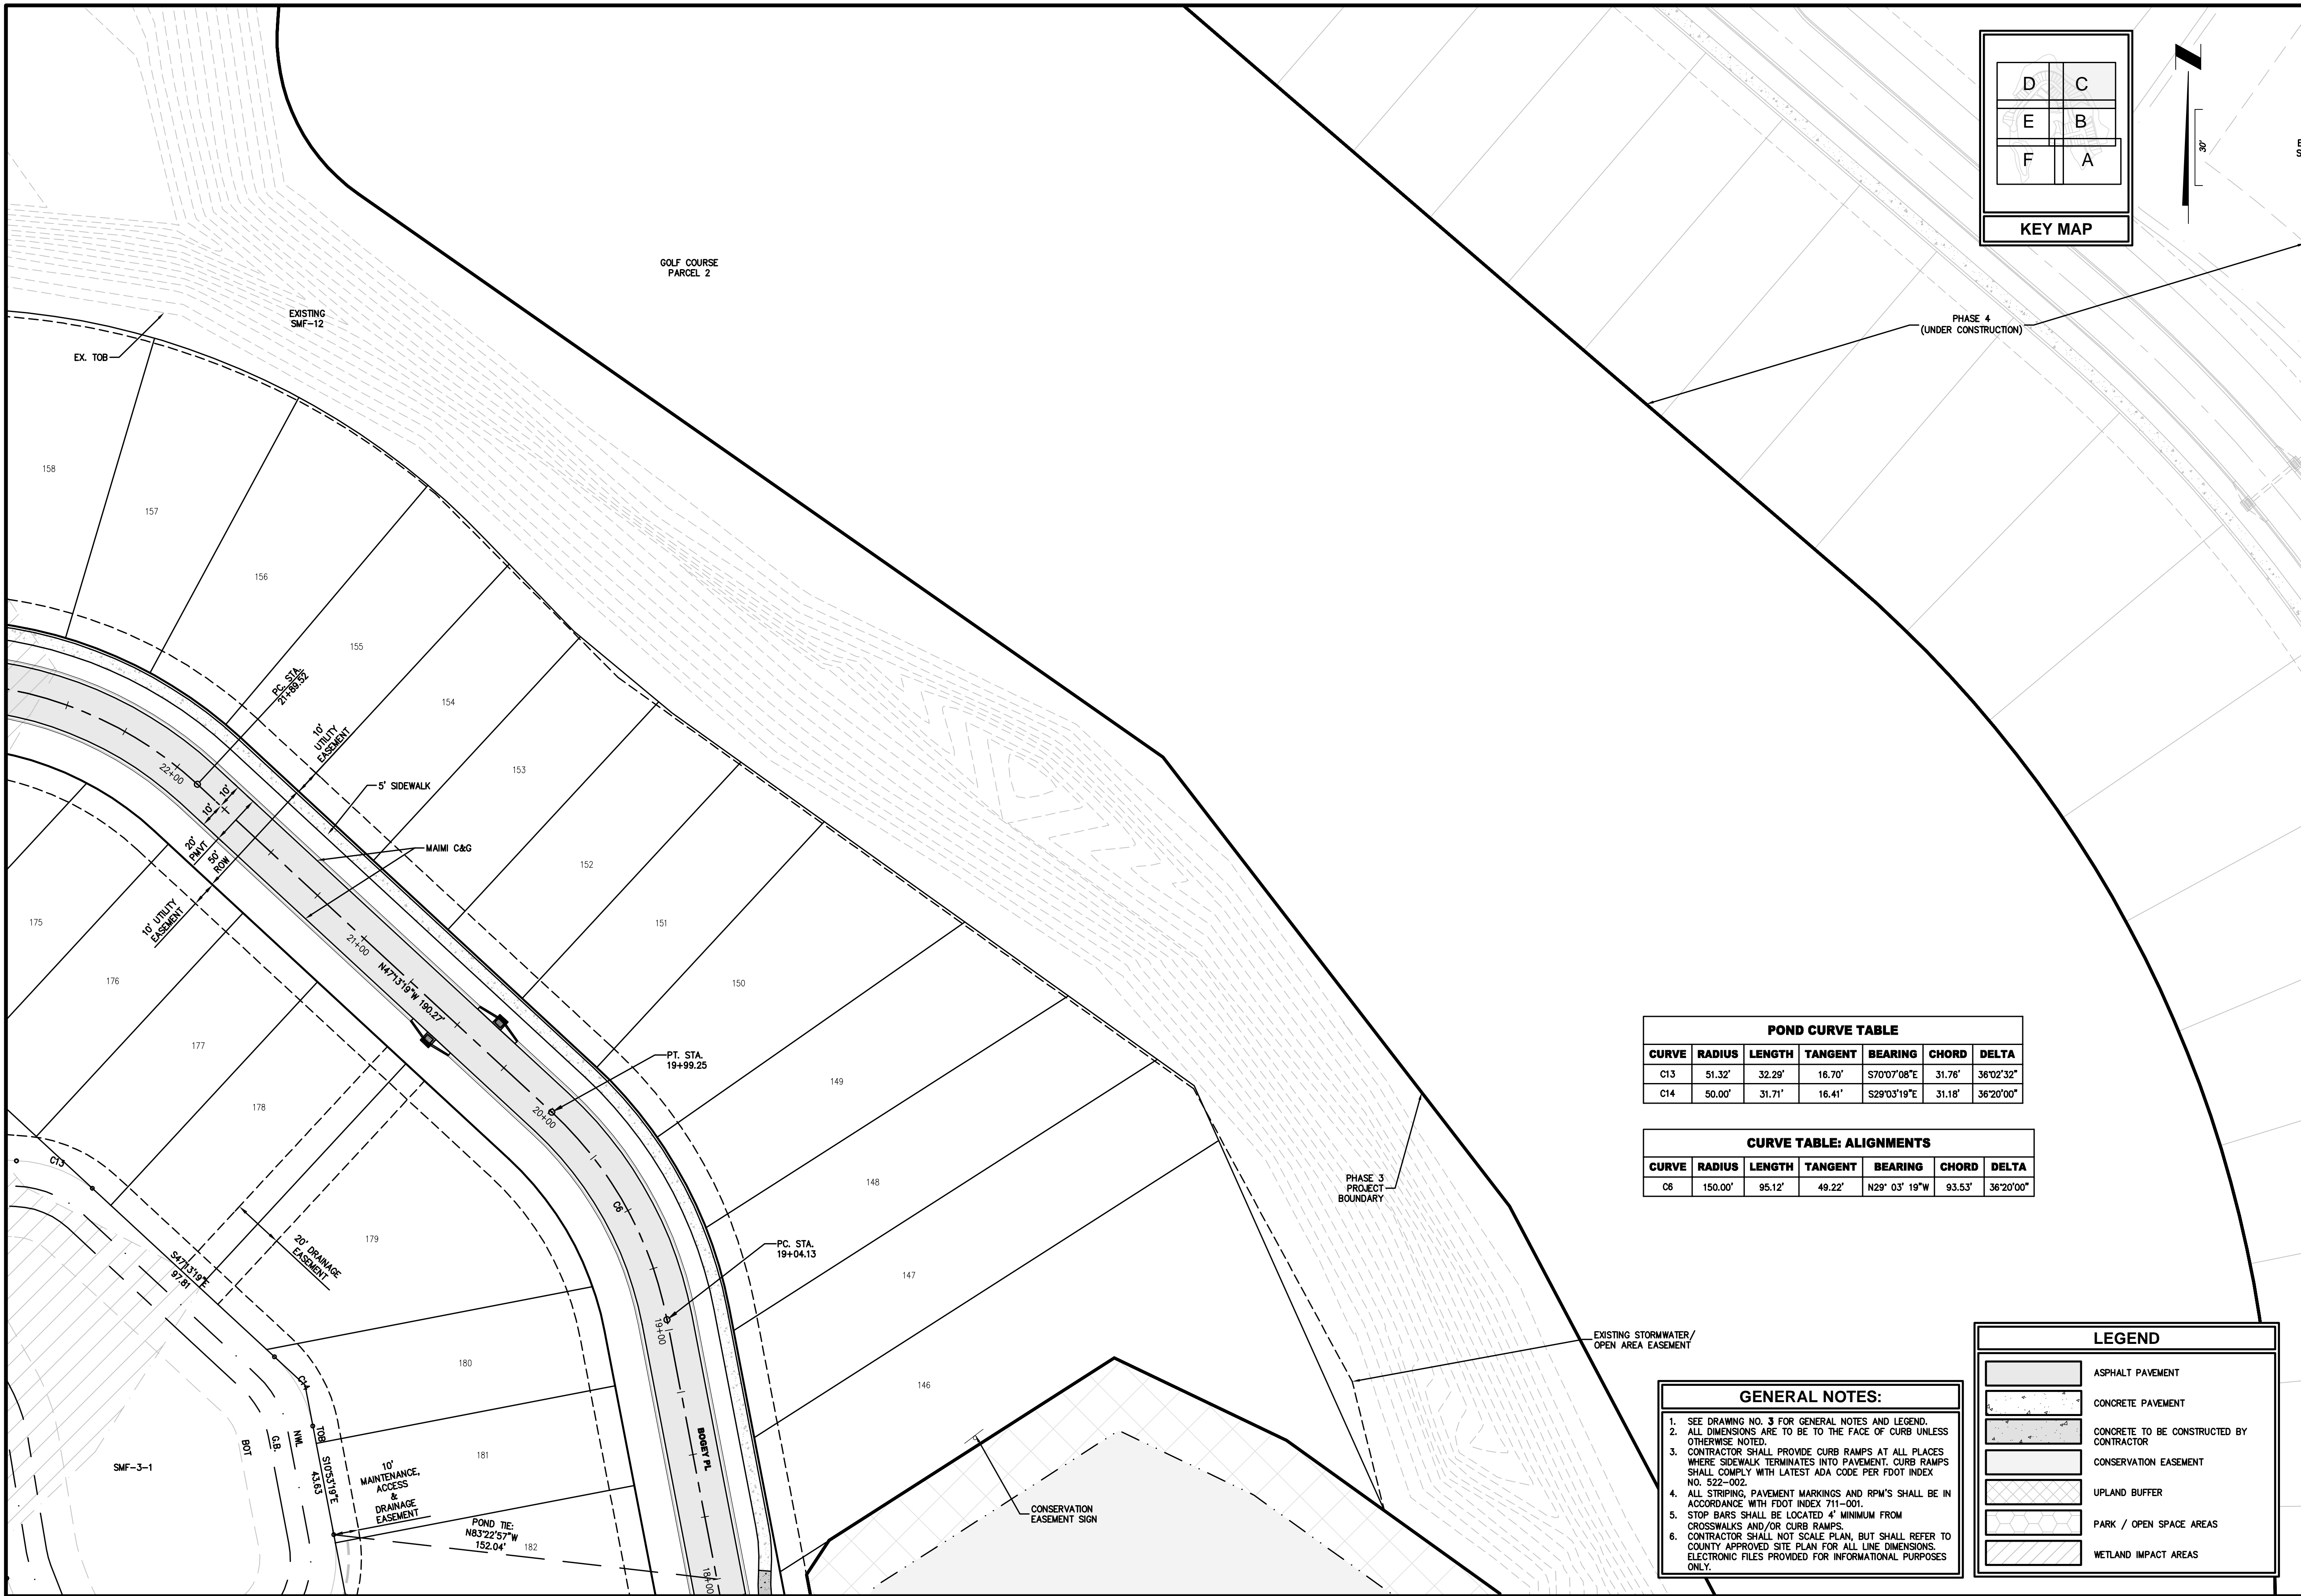 D C
E B
F A
KEY MAP
30'
GOLF COURSE
PARCEL 2
EXISTING
SMF-12
EX. TOB
PHASE 4
(UNDER CONSTRUCTION)
158
157
156
155
154
153
152
151
150
149
148
147
146
175
176
177
178
179
180
181
182
PC. STA.
21+89.52
10'
UTILITY
EASEMENT
5' SIDEWALK
MAIMI C&G
22+00
10'
10'
20'
PMVT
50'
ROW
10' UTILITY
EASEMENT
21+00
N47°13'19"W 190.27'
PT. STA.
19+99.25
20+00
C6
PC. STA.
19+04.13
19+00
BOGEY PL
18+00
C13
S47°13'19"E
97.81
20' DRAINAGE
EASEMENT
C14
TOB
NWL
G.B.
BOT
S10°53'19"E
43.63
SMF-3-1
10'
MAINTENANCE,
ACCESS
&
DRAINAGE
EASEMENT
POND TIE:
N83°22'57"W
152.04'
CONSERVATION
EASEMENT SIGN
PHASE 3
PROJECT
BOUNDARY
EXISTING STORMWATER/
OPEN AREA EASEMENT
POND CURVE TABLE
CURVE RADIUS LENGTH TANGENT BEARING CHORD DELTA
C13 51.32' 32.29' 16.70' S70°07'08"E 31.76' 36°02'32"
C14 50.00' 31.71' 16.41' S29°03'19"E 31.18' 36°20'00"
CURVE TABLE: ALIGNMENTS
CURVE RADIUS LENGTH TANGENT BEARING CHORD DELTA
C6 150.00' 95.12' 49.22' N29° 03' 19"W 93.53' 36°20'00"
GENERAL NOTES:
1. SEE DRAWING NO. 3 FOR GENERAL NOTES AND LEGEND.
2. ALL DIMENSIONS ARE TO BE TO THE FACE OF CURB UNLESS
OTHERWISE NOTED.
3. CONTRACTOR SHALL PROVIDE CURB RAMPS AT ALL PLACES
WHERE SIDEWALK TERMINATES INTO PAVEMENT. CURB RAMPS
SHALL COMPLY WITH LATEST ADA CODE PER FDOT INDEX
NO. 522-002.
4. ALL STRIPING, PAVEMENT MARKINGS AND RPM'S SHALL BE IN
ACCORDANCE WITH FDOT INDEX 711-001.
5. STOP BARS SHALL BE LOCATED 4' MINIMUM FROM
CROSSWALKS AND/OR CURB RAMPS.
6. CONTRACTOR SHALL NOT SCALE PLAN, BUT SHALL REFER TO
COUNTY APPROVED SITE PLAN FOR ALL LINE DIMENSIONS.
ELECTRONIC FILES PROVIDED FOR INFORMATIONAL PURPOSES
ONLY.
LEGEND
ASPHALT PAVEMENT
CONCRETE PAVEMENT
CONCRETE TO BE CONSTRUCTED BY
CONTRACTOR
CONSERVATION EASEMENT
UPLAND BUFFER
PARK / OPEN SPACE AREAS
WETLAND IMPACT AREAS